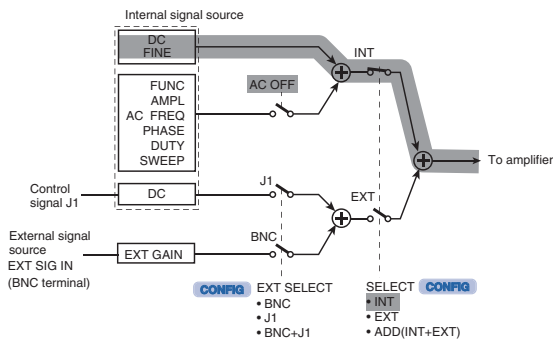 Internal signal source
DC
FINE
INT
FUNC
AMPL
AC FREQ
PHASE
DUTY
SWEEP
AC OFF
To amplifier
Control
signal J1
DC
J1
EXT
External signal
source
EXT SIG IN
(BNC terminal)
EXT GAIN
BNC
CONFIG EXT SELECT
• BNC
• J1
• BNC+J1
SELECT CONFIG
• INT
• EXT
• ADD(INT+EXT)